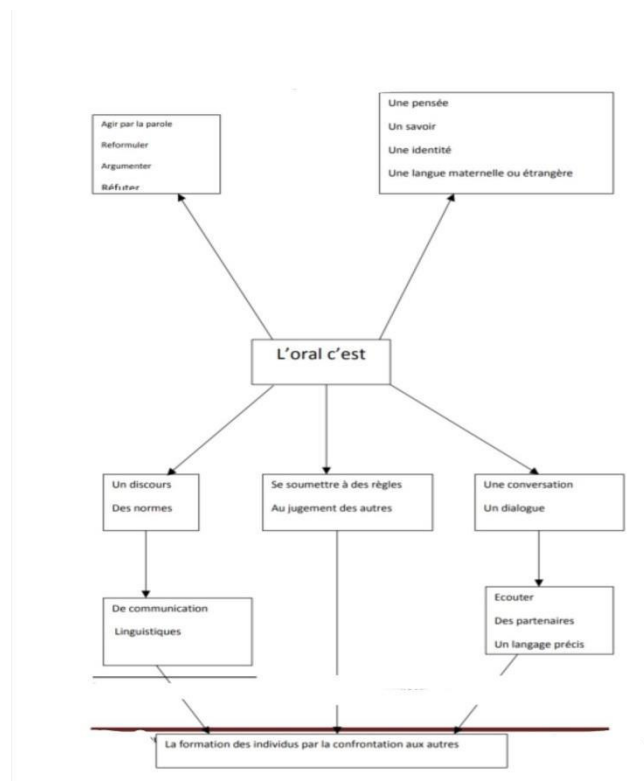 Agir par la parole
Reformuler
Argumenter
Réfuter
Une pensée
Un savoir
Une identité
Une langue maternelle ou étrangère
L'oral c'est
Un discours
Des normes
Se soumettre à des règles
Au jugement des autres
Une conversation
Un dialogue
De communication
Linguistiques
Ecouter
Des partenaires
Un langage précis
La formation des individus par la confrontation aux autres